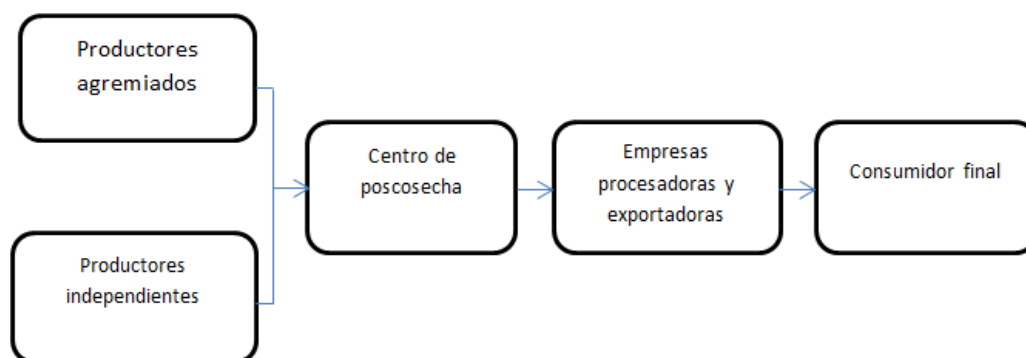 Productores
agremiados
Productores
independientes
Centro de
poscosecha
Empresas
procesadoras y
exportadoras
Consumidor final